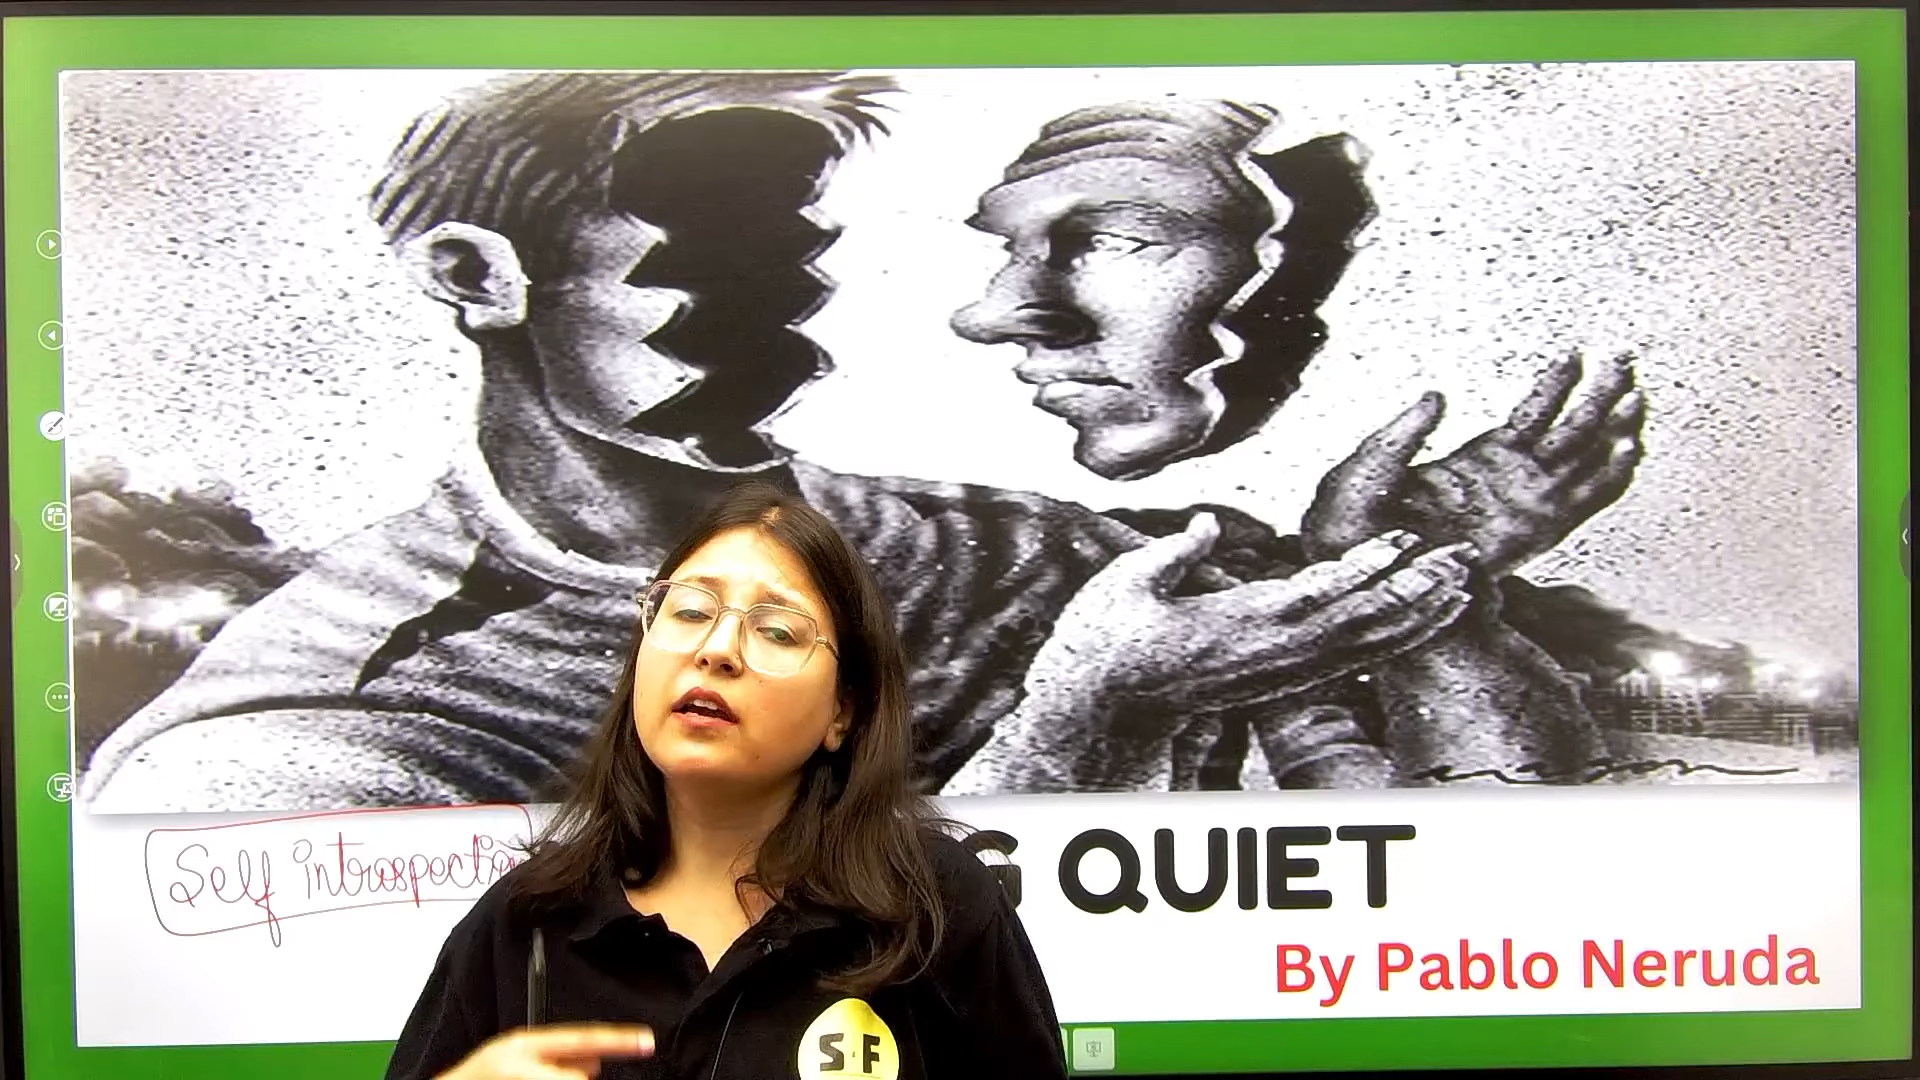 Self introspection
G QUIET
By Pablo Neruda
S F